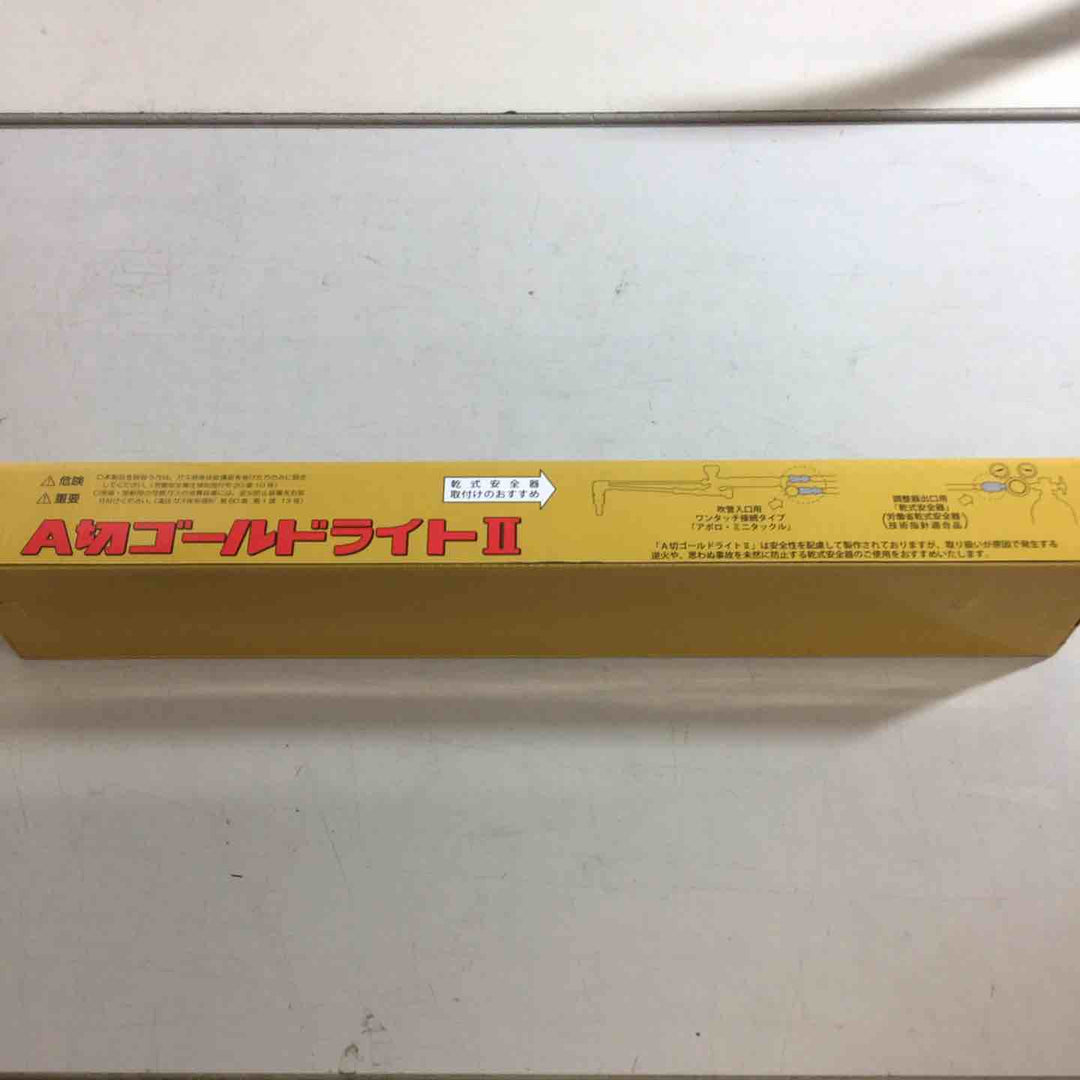 ⚠危険
⚠重要
A切ゴールドライトⅡ
乾式安全器
取付けのおすすめ
吹管入口用
ワンタッチ接続タイプ
「アポロ・ミニタックル」
調整器出口用
「乾式安全器」
(労働省乾式安全器)
技術指針適合品
「A切ゴールドライトⅡ」は安全性を配慮して製作されておりますが、取り扱いが原因で発生する
逆火や、思わぬ事故を未然に防止する乾式安全器のご使用をおすすめいたします。